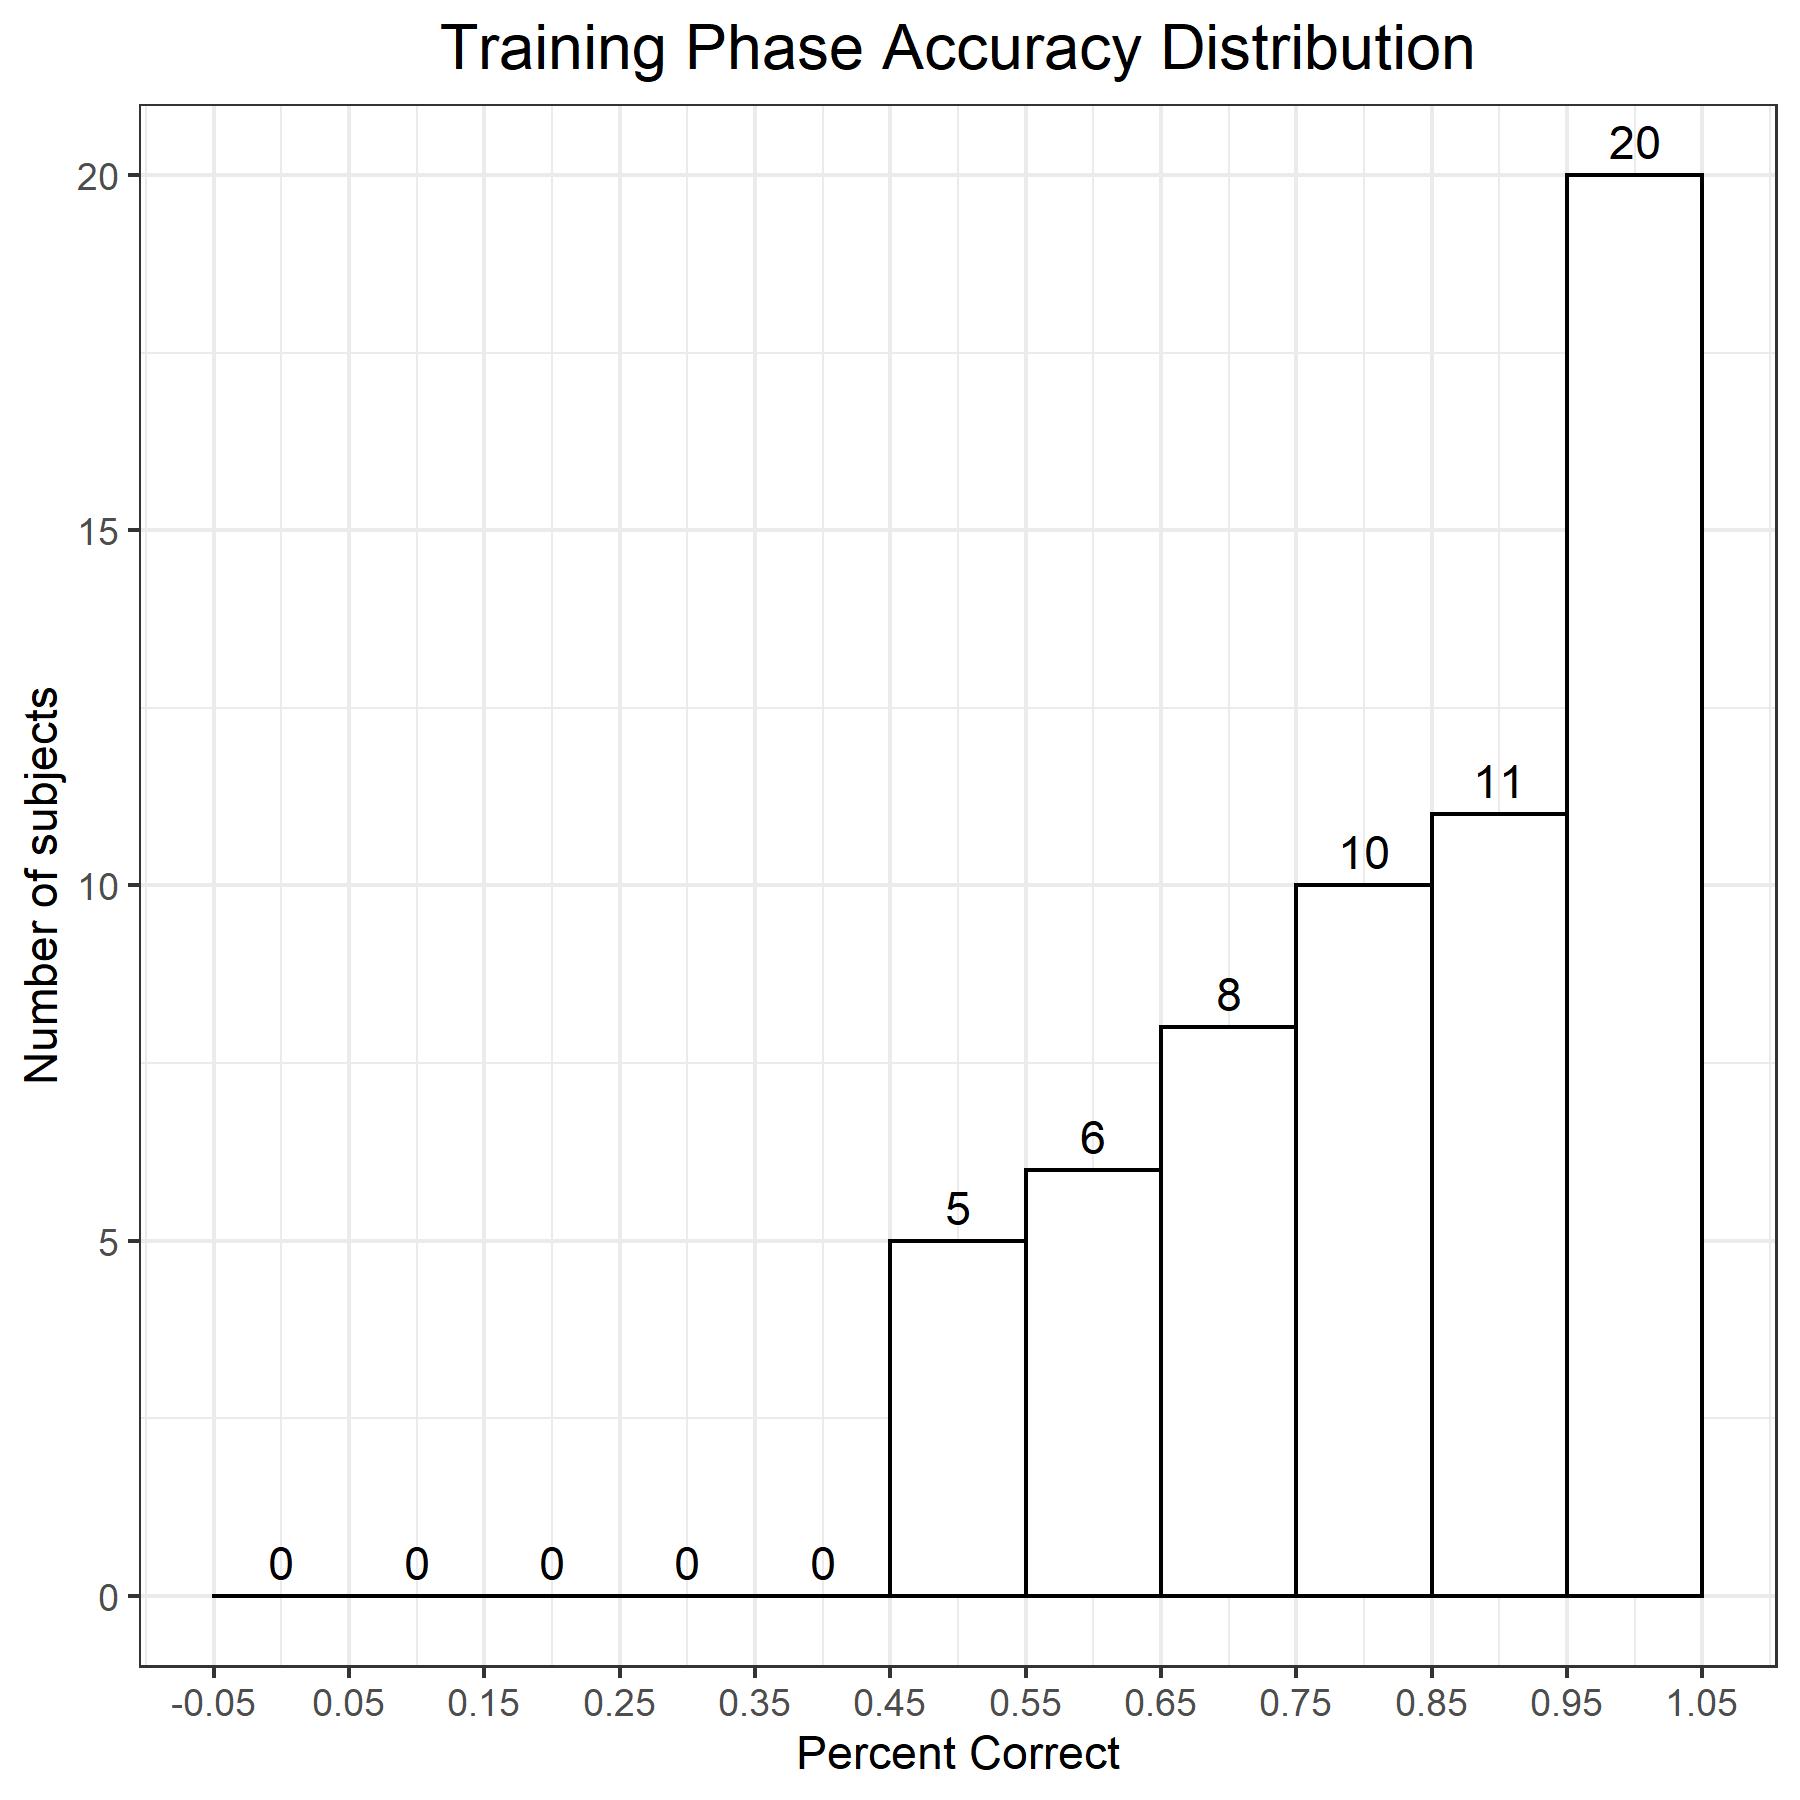 Training Phase Accuracy Distribution
20
20
15
11
10
10
8
6
5
5
0 0 0 0 0
0
Number of subjects
-0.05 0.05 0.15 0.25 0.35 0.45 0.55 0.65 0.75 0.85 0.95 1.05
Percent Correct